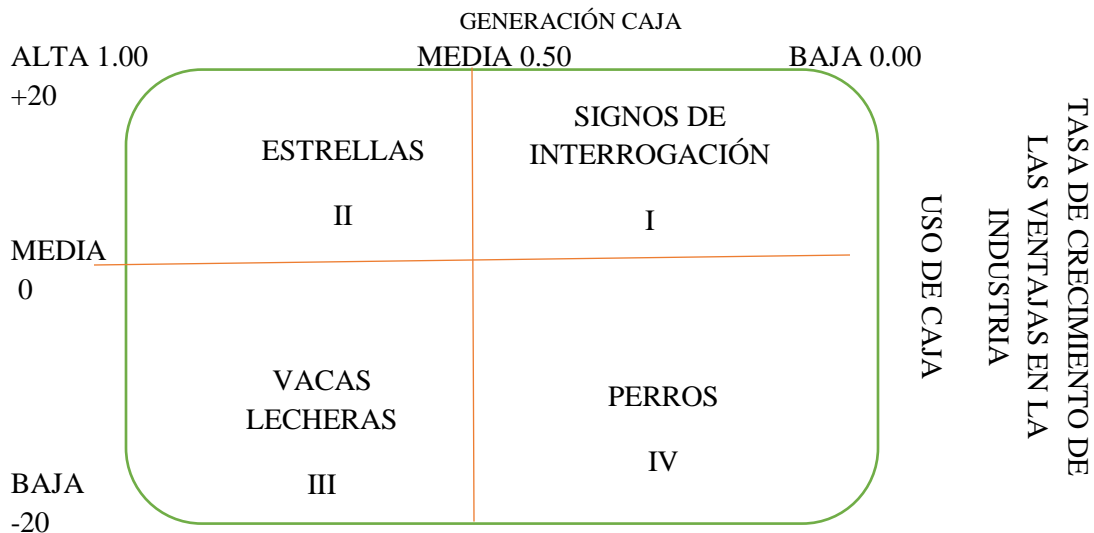 GENERACIÓN CAJA
ALTA 1.00
MEDIA 0.50
BAJA 0.00
+20
ESTRELLAS
II
SIGNOS DE
INTERROGACIÓN
I
MEDIA
0
VACAS
LECHERAS
III
PERROS
IV
BAJA
-20
USO DE CAJA
TASA DE CRECIMIENTO DE
LAS VENTAJAS EN LA
INDUSTRIA